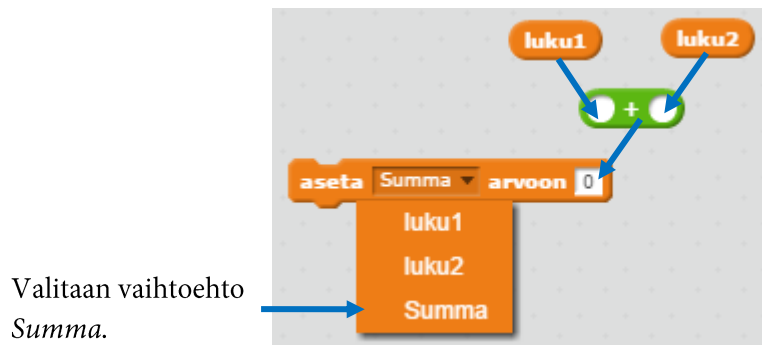 luku1 luku2
+
aseta Summa arvoon 0
luku1
luku2
Summa
Valitaan vaihtoehto
Summa.